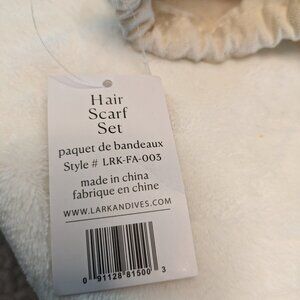 Hair
Scarf
Set
paquet de bandeaux
Style # LRK-FA-003
made in china
fabrique en chine
WWW.LARKANDIVES.COM
0 91128 81500 3